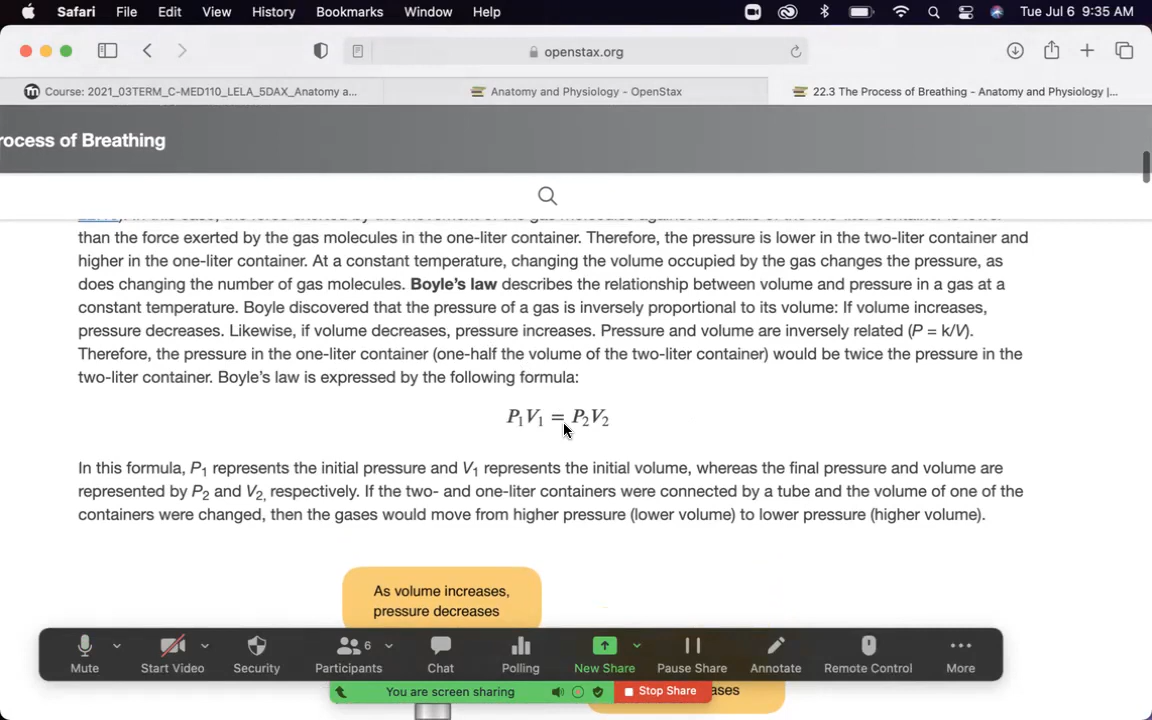 Safari File Edit View History Bookmarks Window Help Tue Jul 6 9:35 AM
openstax.org
Course: 2021_03TERM_C-MED110_LELA_5DAX_Anatomy a... Anatomy and Physiology - OpenStax 22.3 The Process of Breathing - Anatomy and Physiology |...
rocess of Breathing
than the force exerted by the gas molecules in the one-liter container. Therefore, the pressure is lower in the two-liter container and
higher in the one-liter container. At a constant temperature, changing the volume occupied by the gas changes the pressure, as
does changing the number of gas molecules. Boyle's law describes the relationship between volume and pressure in a gas at a
constant temperature. Boyle discovered that the pressure of a gas is inversely proportional to its volume: If volume increases,
pressure decreases. Likewise, if volume decreases, pressure increases. Pressure and volume are inversely related (P = k/V).
Therefore, the pressure in the one-liter container (one-half the volume of the two-liter container) would be twice the pressure in the
two-liter container. Boyle's law is expressed by the following formula:
P₁V₁ = P₂V₂
In this formula, P₁ represents the initial pressure and V₁ represents the initial volume, whereas the final pressure and volume are
represented by P₂ and V₂, respectively. If the two- and one-liter containers were connected by a tube and the volume of one of the
containers were changed, then the gases would move from higher pressure (lower volume) to lower pressure (higher volume).
As volume increases,
pressure decreases
6
Mute Start Video Security Participants Chat Polling New Share Pause Share Annotate Remote Control More
You are screen sharing Stop Share ases